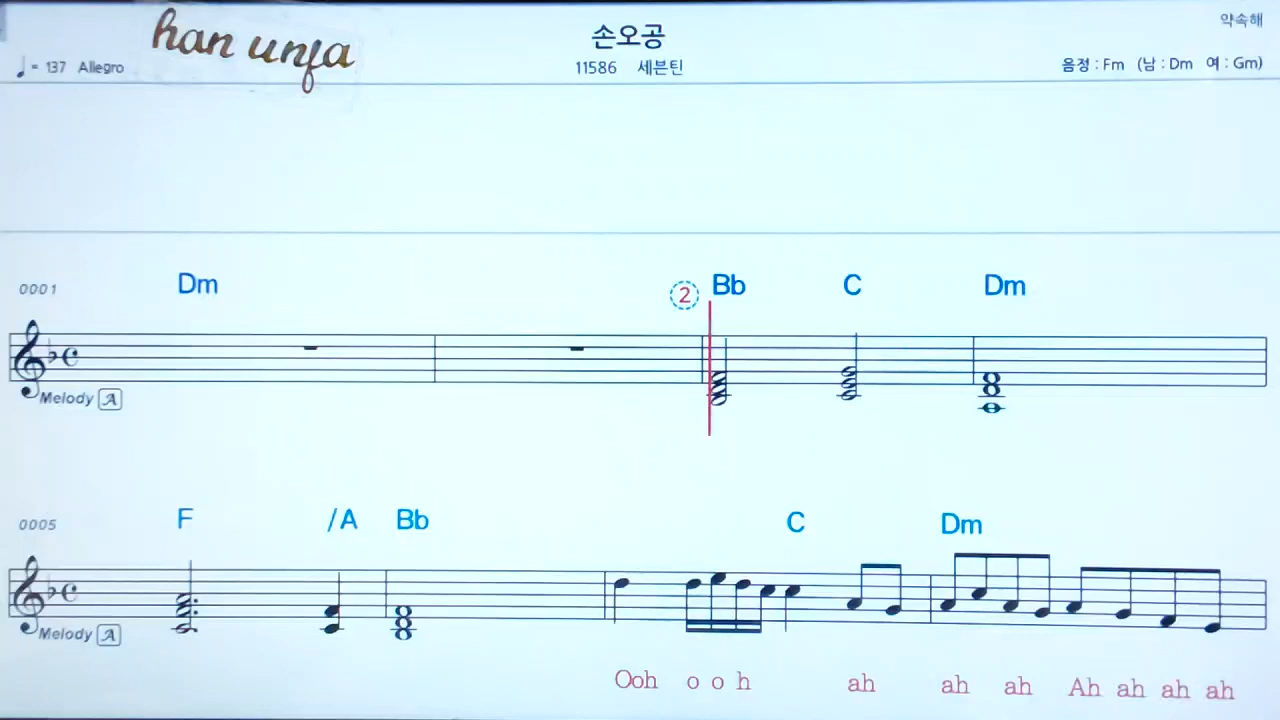 han unfa
손오공
약속해
♩= 137 Allegro
11586 세븐틴
음정 : Fm (남 : Dm 여 : Gm)
0001 Dm ② Bb C Dm
Melody A
0005 F /A Bb C Dm
Melody A
Ooh o o h ah ah ah Ah ah ah ah